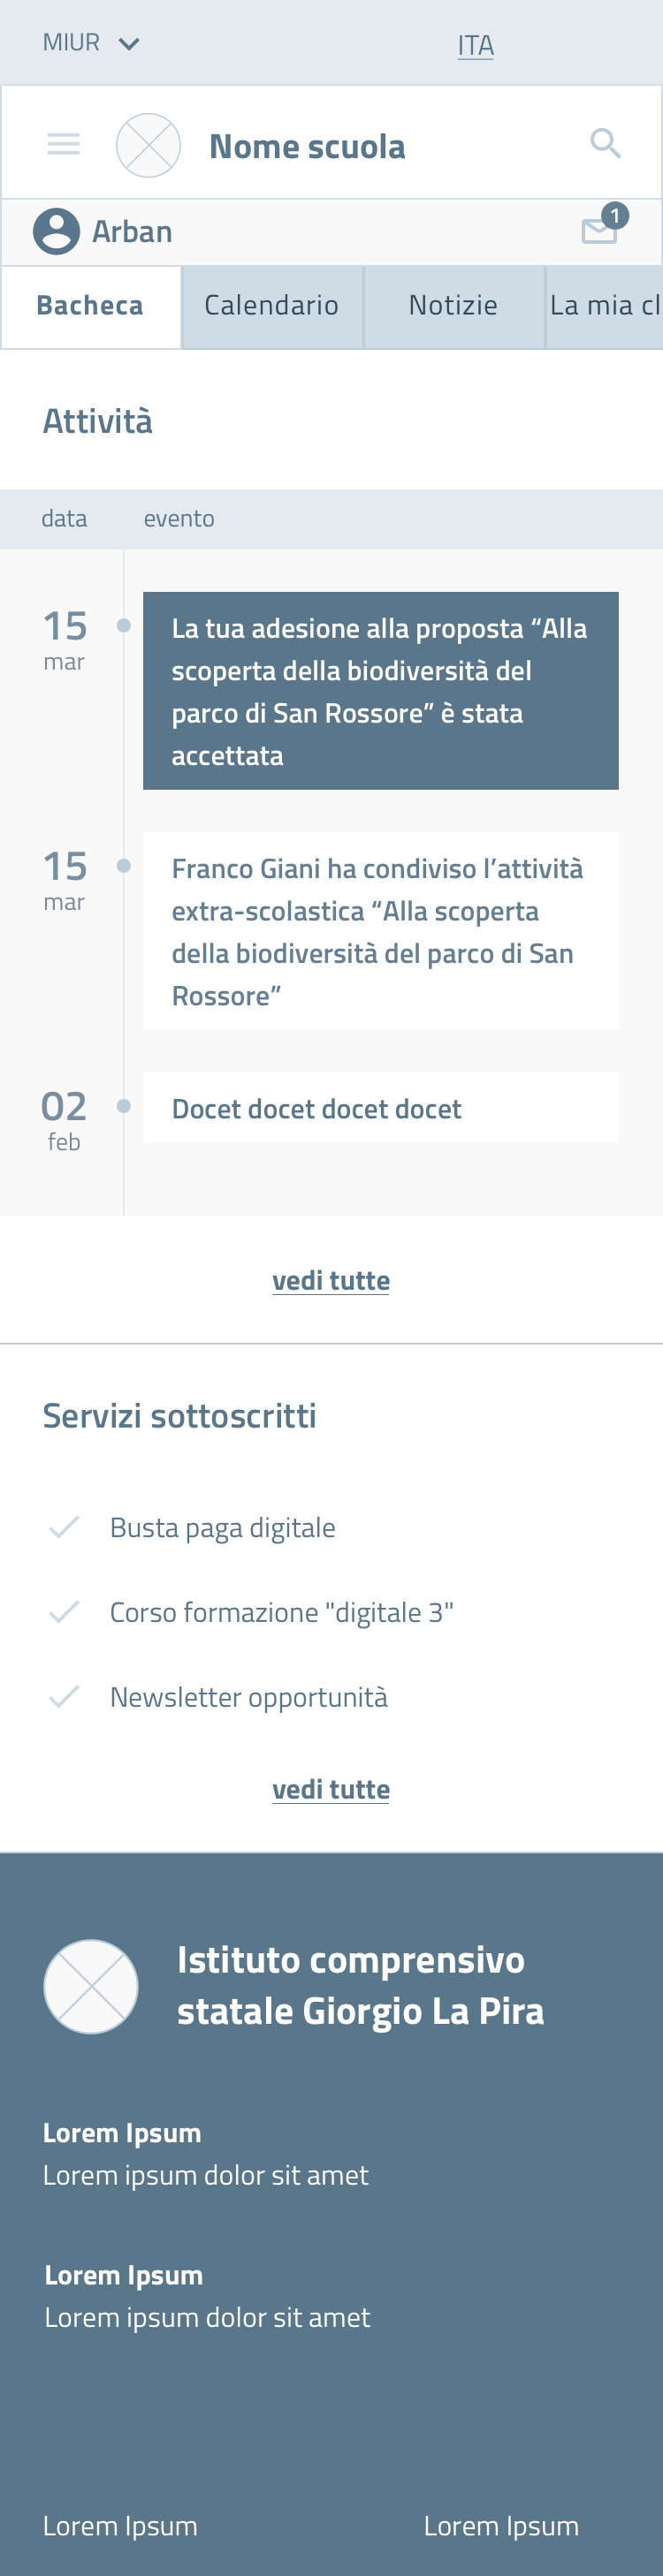 MIUR
ITA
Nome scuola
Arban
1
Bacheca
Calendario
Notizie
La mia cl
Attività
data
evento
15
mar
La tua adesione alla proposta “Alla
scoperta della biodiversità del
parco di San Rossore” è stata
accettata
15
mar
Franco Giani ha condiviso l’attività
extra-scolastica “Alla scoperta
della biodiversità del parco di San
Rossore”
02
feb
Docet docet docet docet
vedi tutte
Servizi sottoscritti
Busta paga digitale
Corso formazione "digitale 3"
Newsletter opportunità
vedi tutte
Istituto comprensivo
statale Giorgio La Pira
Lorem Ipsum
Lorem ipsum dolor sit amet
Lorem Ipsum
Lorem ipsum dolor sit amet
Lorem Ipsum
Lorem Ipsum